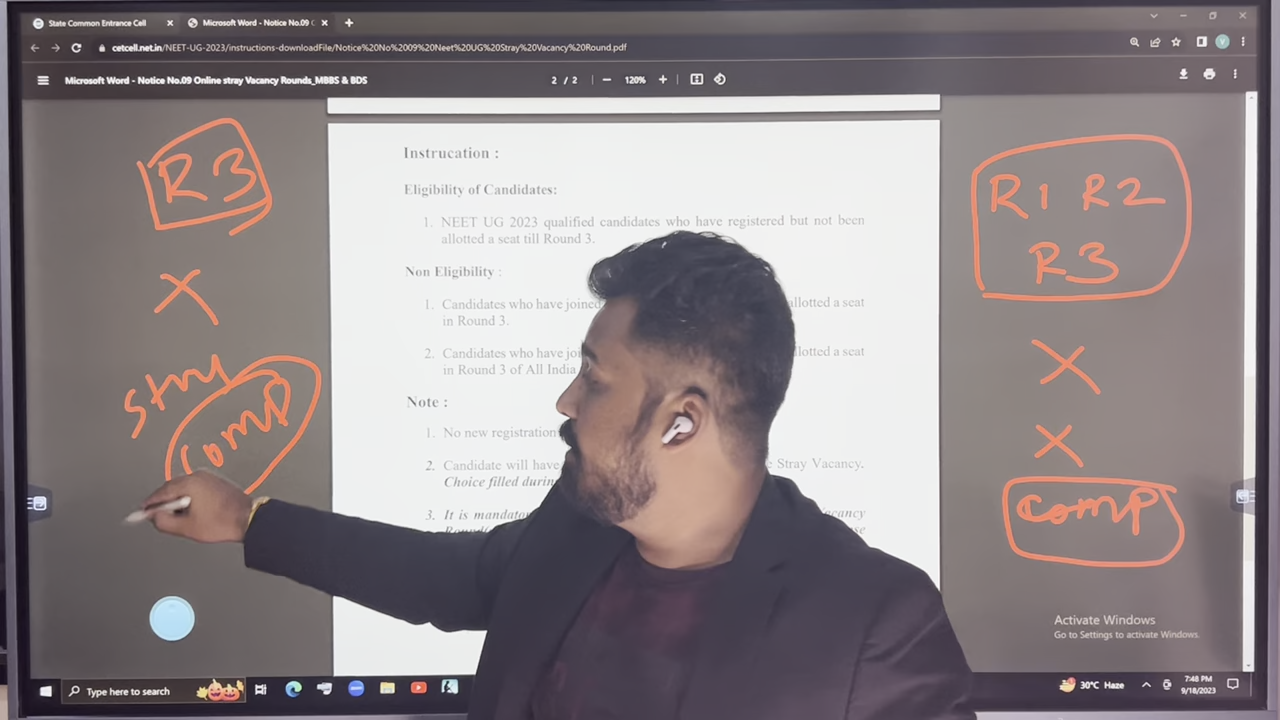 State Common Entrance Cell
Microsoft Word - Notice No.09
cetcell.net.in/NEET-UG-2023/instructions-downloadFile/Notice%20No%2009%20Neet%20UG%20Stray%20Vacancy%20Round.pdf
Microsoft Word - Notice No.09 Online stray Vacancy Rounds_MBBS & BDS
2 / 2
120%
R3
X
Stray
comp
Instrucation :
Eligibility of Candidates:
1. NEET UG 2023 qualified candidates who have registered but not been
allotted a seat till Round 3.
Non Eligibility :
1. Candidates who have joined allotted a seat
in Round 3.
2. Candidates who have allotted a seat
in Round 3 of All India
Note :
1. No new registration
2. Candidate will have Stray Vacancy.
Choice filled
3. It is
R1 R2
R3
X
X
comp
Activate Windows
Go to Settings to activate Windows.
Type here to search
30°C Haze
7:48 PM
9/18/2023